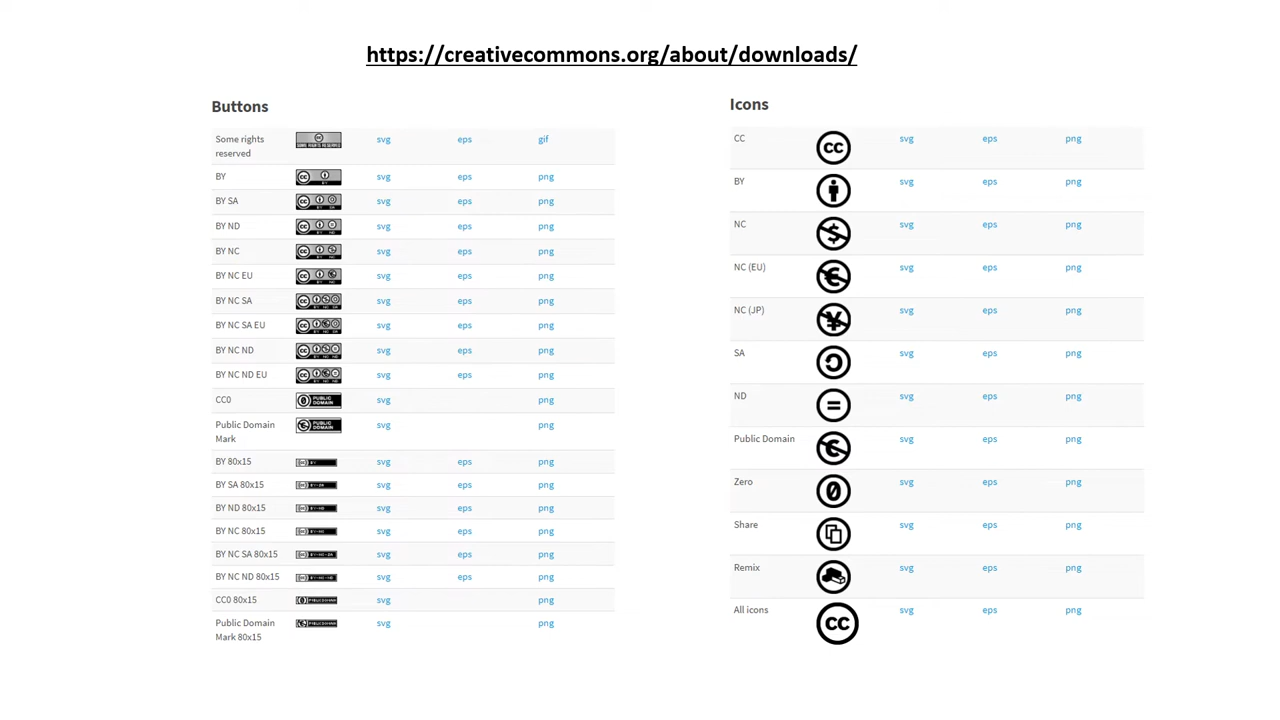 https://creativecommons.org/about/downloads/
Buttons
Some rights
reserved
svg eps gif
BY svg eps png
BY SA svg eps png
BY ND svg eps png
BY NC svg eps png
BY NC EU svg eps png
BY NC SA svg eps png
BY NC SA EU svg eps png
BY NC ND svg eps png
BY NC ND EU svg eps png
CC0 PUBLIC DOMAIN svg png
Public Domain
Mark
PUBLIC DOMAIN svg png
BY 80x15 svg eps png
BY SA 80x15 svg eps png
BY ND 80x15 svg eps png
BY NC 80x15 svg eps png
BY NC SA 80x15 svg eps png
BY NC ND 80x15 svg eps png
CC0 80x15 svg png
Public Domain
Mark 80x15
svg png
Icons
CC cc svg eps png
BY svg eps png
NC $ svg eps png
NC (EU) € svg eps png
NC (JP) ¥ svg eps png
SA svg eps png
ND = svg eps png
Public Domain svg eps png
Zero 0 svg eps png
Share svg eps png
Remix svg eps png
All icons cc svg eps png